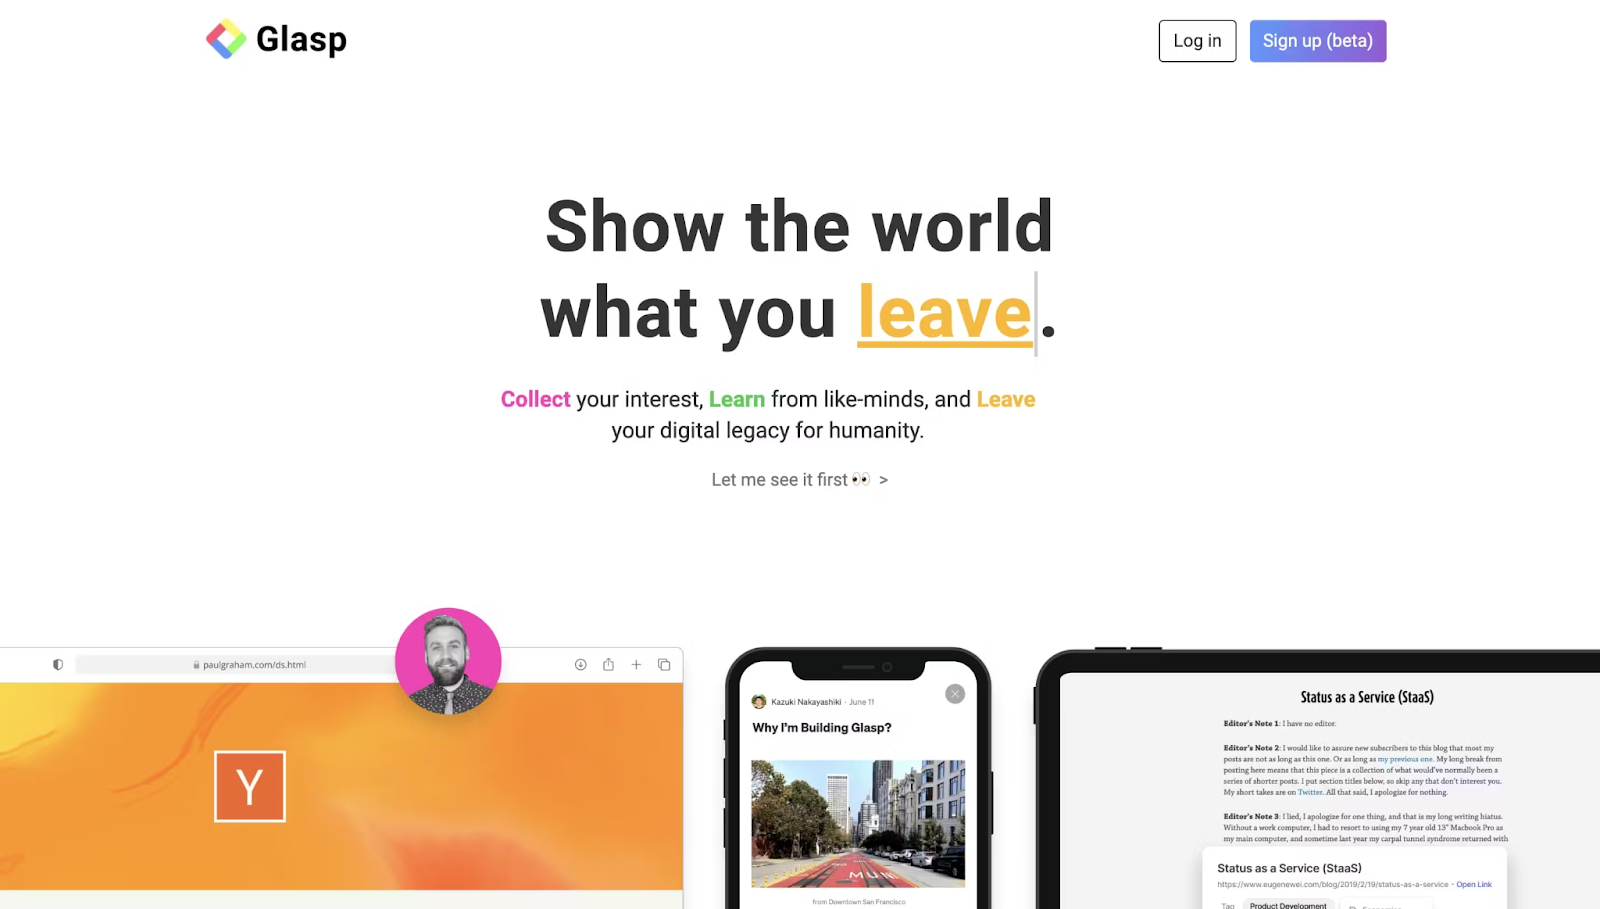 Glasp
Log in
Sign up (beta)
Show the world
what you leave.
Collect your interest, Learn from like-minds, and Leave
your digital legacy for humanity.
Let me see it first 👀 >
paulgraham.com/ds.html
Y
Kazuki Nakayashiki · June 11
Why I'm Building Glasp?
MUN
from Downtown San Francisco
Status as a Service (StaaS)
Editor's Note 1: I have no editor.
Editor's Note 2: I would like to assure new subscribers to this blog that most my
posts are not as long as this one. Or as long as my previous one. My long break from
posting here means that this piece is a collection of what would've normally been a
series of shorter posts. I put section titles below, so skip any that don't interest you.
My short takes are on Twitter. All that said, I apologize for nothing.
Editor's Note 3: I lied, I apologize for one thing, and that is my long writing hiatus.
Without a work computer, I had to resort to using my 7 year old 13" Macbook Pro as
my main computer, and sometime last year my carpal tunnel syndrome returned with
Status as a Service (StaaS)
https://www.eugenewei.com/blog/2019/2/19/status-as-a-service · Open Link
Tag
Product Development